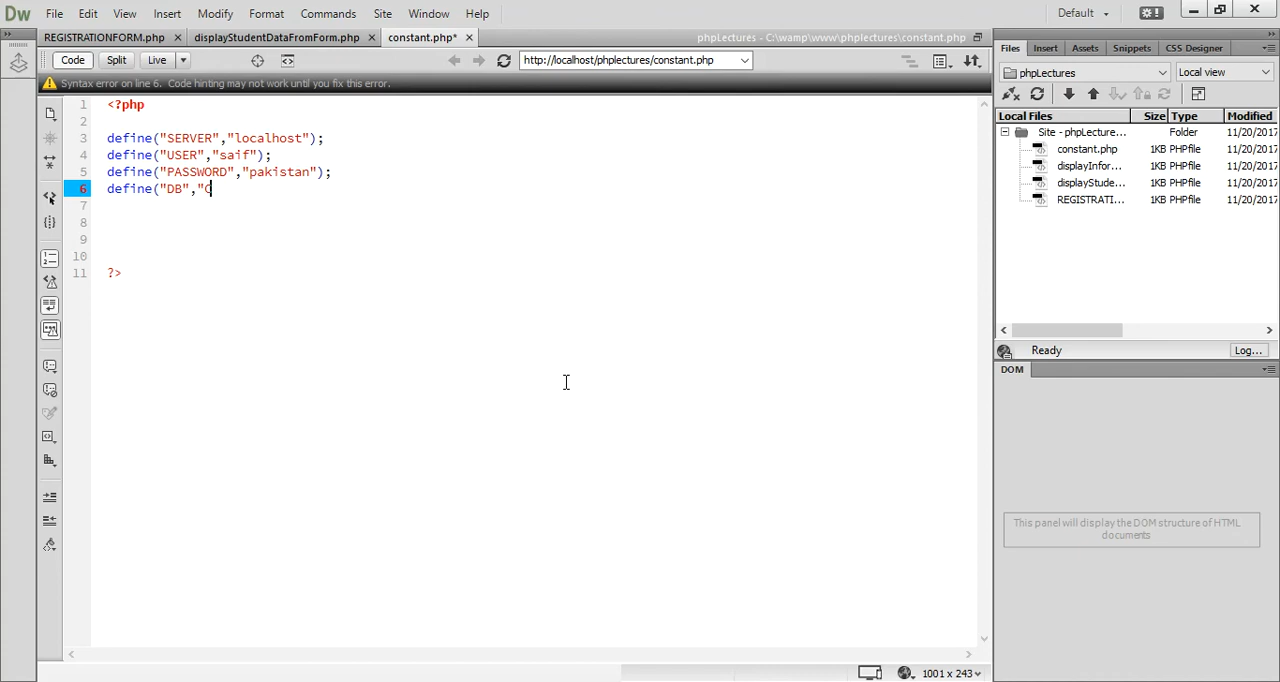 Dw File Edit View Insert Modify Format Commands Site Window Help Default
REGISTRATIONFORM.php displayStudentDataFromForm.php constant.php* phpLectures - C:\wamp\www\phplectures\constant.php
Code Split Live http://localhost/phplectures/constant.php
Syntax error on line 6. Code hinting may not work until you fix this error.
1 <?php
2
3 define("SERVER","localhost");
4 define("USER","saif");
5 define("PASSWORD","pakistan");
6 define("DB","C
7
8
9
10
11 ?>
Files Insert Assets Snippets CSS Designer
phpLectures Local view
Local Files Size Type Modified
Site - phpLecture... Folder 11/20/2017
constant.php 1KB PHPfile 11/20/2017
displayInfor... 1KB PHPfile 11/20/2017
displayStude... 1KB PHPfile 11/20/2017
REGISTRATI... 1KB PHPfile 11/20/2017
Ready Log...
DOM
This panel will display the DOM structure of HTML
documents
1001 x 243